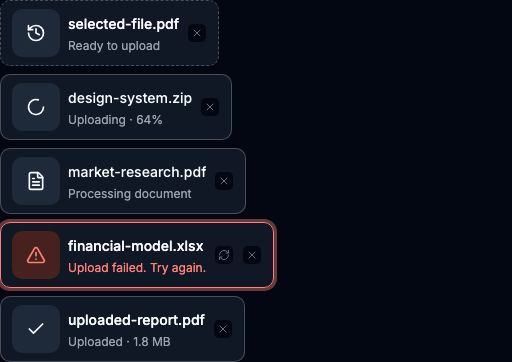 selected-file.pdf
Ready to upload
design-system.zip
Uploading · 64%
market-research.pdf
Processing document
financial-model.xlsx
Upload failed. Try again.
uploaded-report.pdf
Uploaded · 1.8 MB